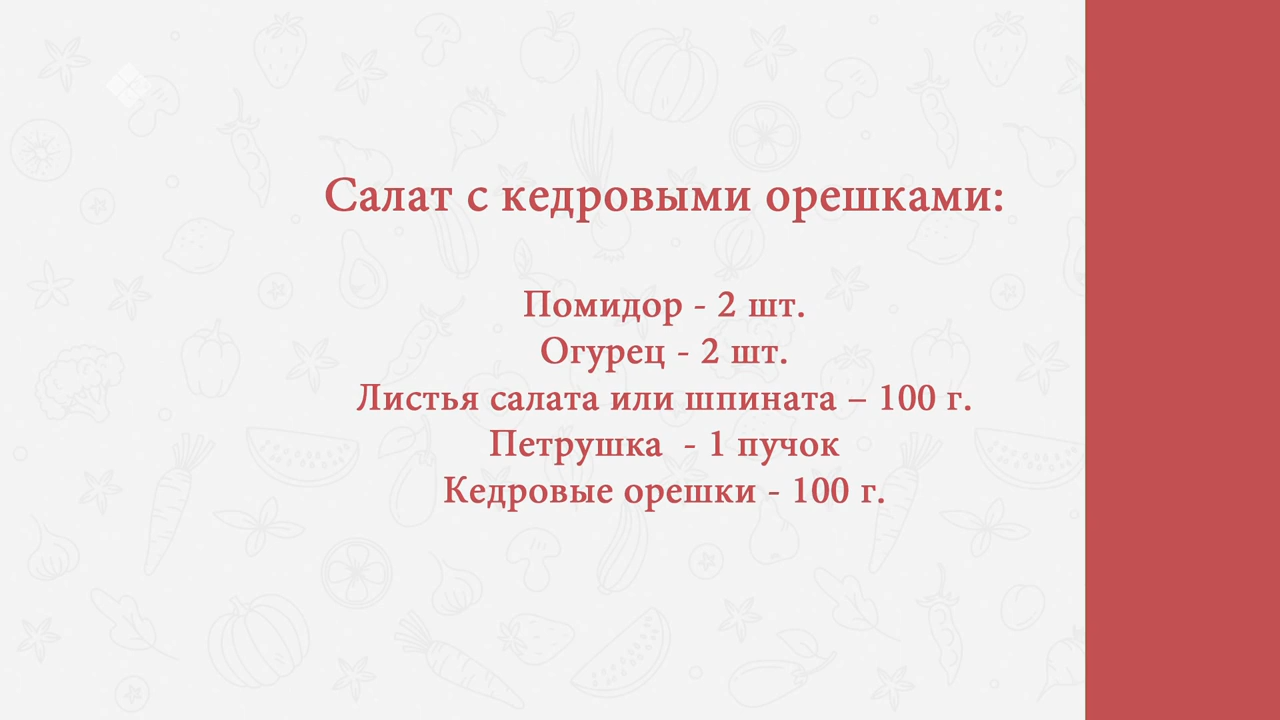 Салат с кедровыми орешками:
Помидор - 2 шт.
Огурец - 2 шт.
Листья салата или шпината – 100 г.
Петрушка  - 1 пучок
Кедровые орешки - 100 г.